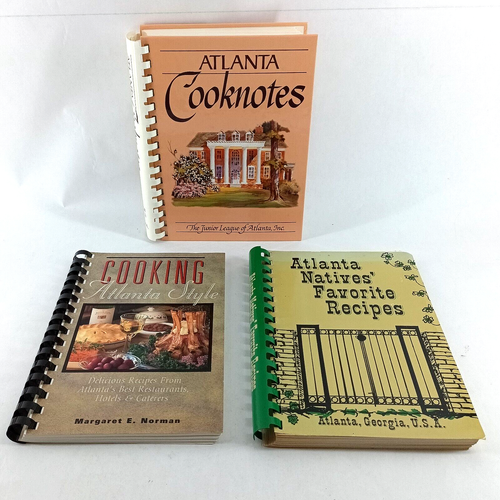 ATLANTA
Cooknotes
The Junior League of Atlanta, Inc.
COOKING
Atlanta Style
Delicious Recipes From
Atlanta's Best Restaurants,
Hotels & Caterers
Margaret E. Norman
Atlanta
Natives'
Favorite
Recipes
Atlanta, Georgia, U.S.A.